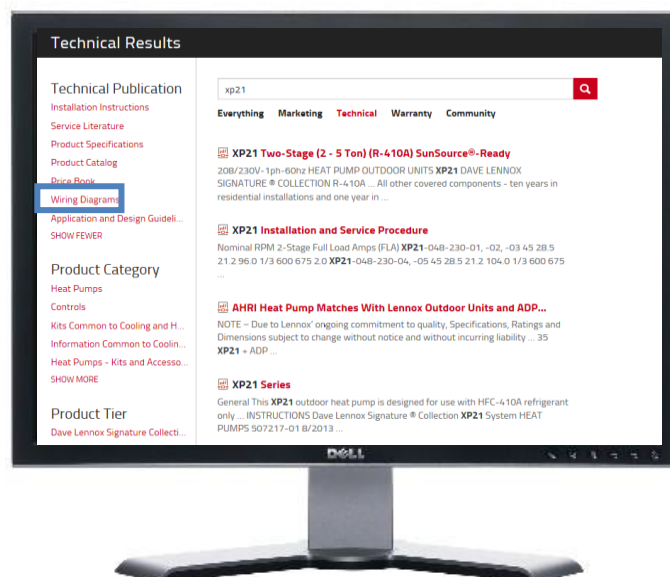 Technical Results
Technical Publication
Installation Instructions
Service Literature
Product Specifications
Product Catalog
Price Book
Wiring Diagrams
Application and Design Guideli...
SHOW FEWER
Product Category
Heat Pumps
Controls
Kits Common to Cooling and H...
Information Common to Coolin...
Heat Pumps - Kits and Accesso...
SHOW MORE
Product Tier
Dave Lennox Signature Collecti...
xp21
Everything Marketing Technical Warranty Community
XP21 Two-Stage (2 - 5 Ton) (R-410A) SunSource®-Ready
208/230V-1ph-60hz HEAT PUMP OUTDOOR UNITS XP21 DAVE LENNOX
SIGNATURE ® COLLECTION R-410A ... All other covered components - ten years in
residential installations and one year in ...
XP21 Installation and Service Procedure
Nominal RPM 2-Stage Full Load Amps (FLA) XP21-048-230-01, -02, -03 45 28.5
21.2 96.0 1/3 600 675 2.0 XP21-048-230-04, -05 45 28.5 21.2 104.0 1/3 600 675
...
AHRI Heat Pump Matches With Lennox Outdoor Units and ADP...
NOTE – Due to Lennox' ongoing commitment to quality, Specifications, Ratings and
Dimensions subject to change without notice and without incurring liability ... 35
XP21 + ADP ...
XP21 Series
General This XP21 outdoor heat pump is designed for use with HFC-410A refrigerant
only ... INSTRUCTIONS Dave Lennox Signature ® Collection XP21 System HEAT
PUMPS 507217-01 8/2013 ...
DELL